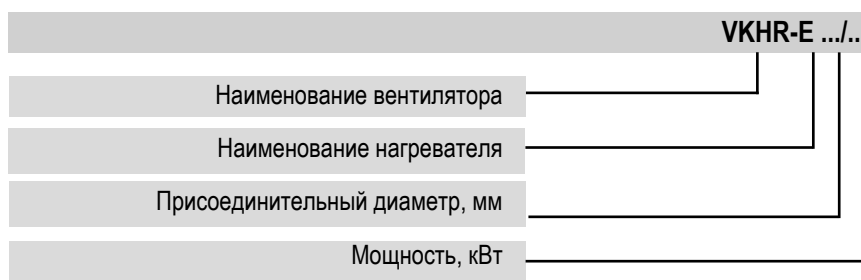 VKHR-E .../..
Наименование вентилятора
Наименование нагревателя
Присоединительный диаметр, мм
Мощность, кВт